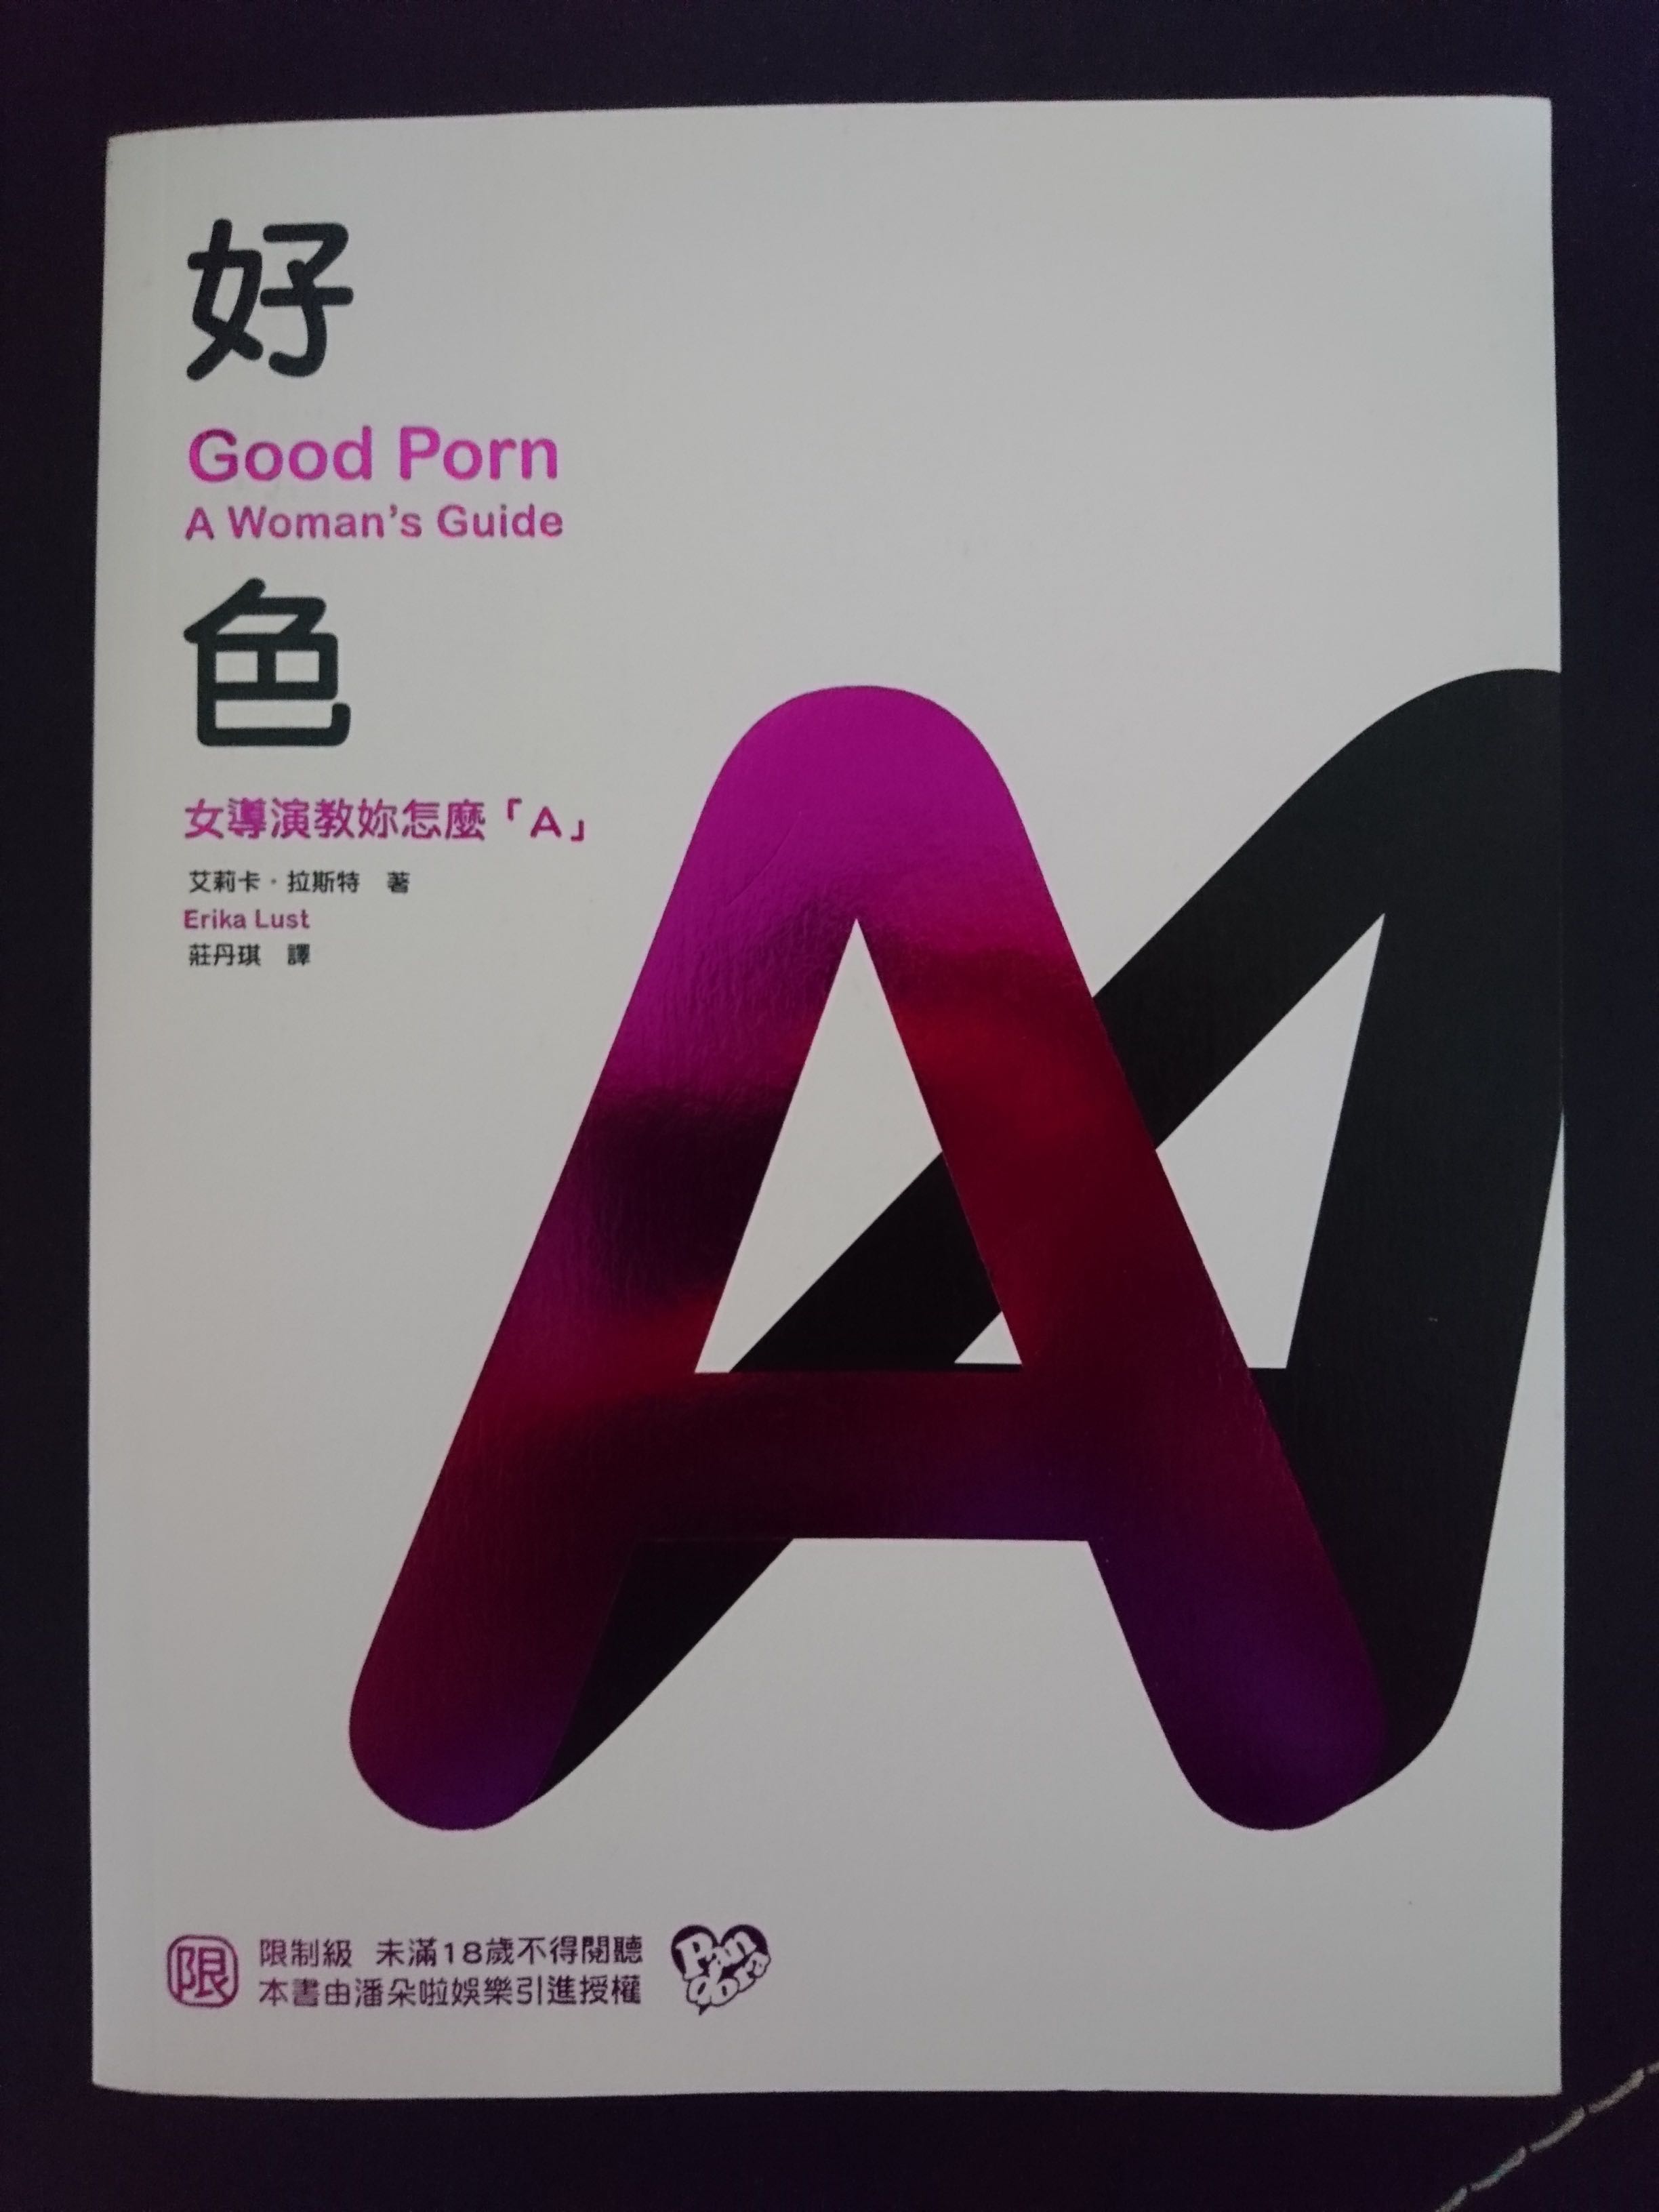 好
Good Porn
A Woman's Guide
色
女導演教妳怎麼「A」
艾莉卡・拉斯特 著
Erika Lust
莊丹琪 譯
A
限 限制級 未滿18歲不得閱聽
本書由潘朵啦娛樂引進授權
Pandora